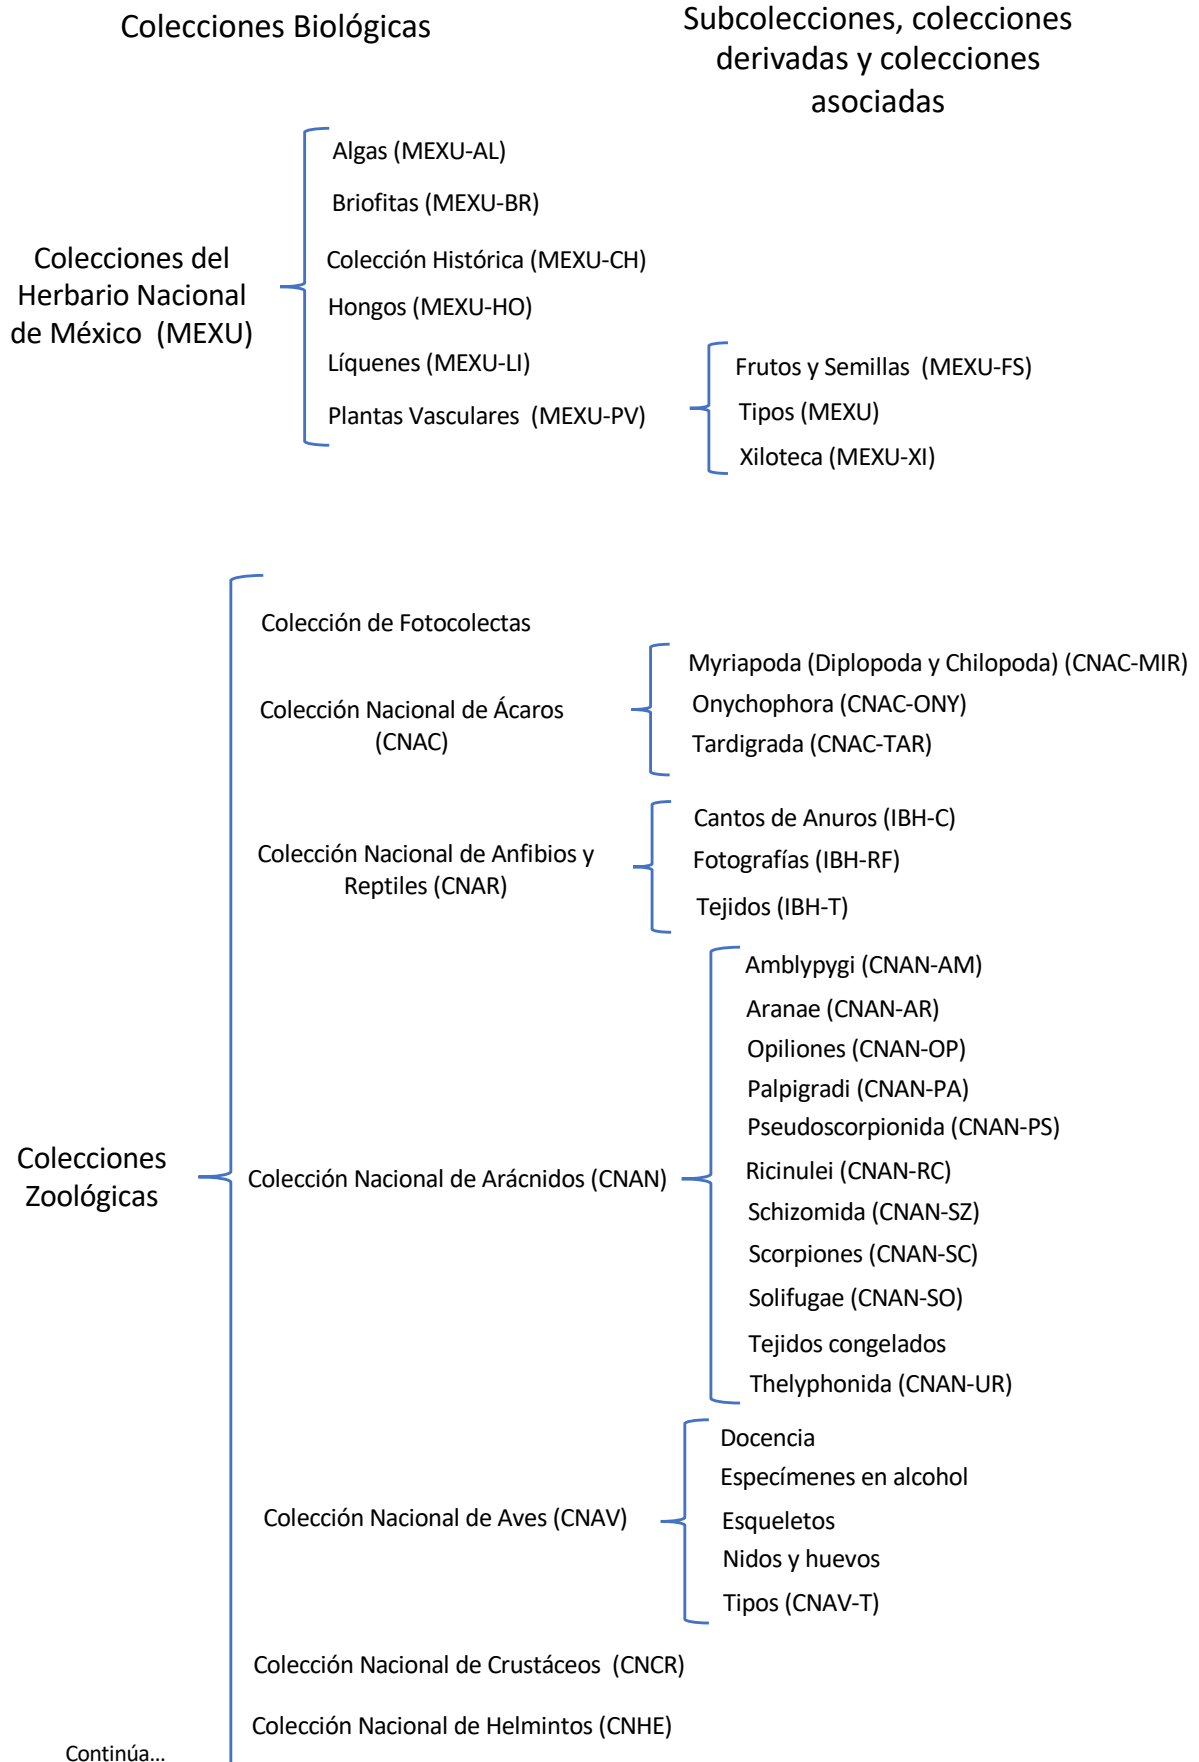 Colecciones Biológicas
Subcolecciones, colecciones
derivadas y colecciones
asociadas
Colecciones del
Herbario Nacional
de México (MEXU)
Algas (MEXU-AL)
Briofitas (MEXU-BR)
Colección Histórica (MEXU-CH)
Hongos (MEXU-HO)
Líquenes (MEXU-LI)
Plantas Vasculares (MEXU-PV)
Frutos y Semillas (MEXU-FS)
Tipos (MEXU)
Xiloteca (MEXU-XI)
Colecciones
Zoológicas
Colección de Fotocolectas
Colección Nacional de Ácaros
(CNAC)
Myriapoda (Diplopoda y Chilopoda) (CNAC-MIR)
Onychophora (CNAC-ONY)
Tardigrada (CNAC-TAR)
Colección Nacional de Anfibios y
Reptiles (CNAR)
Cantos de Anuros (IBH-C)
Fotografías (IBH-RF)
Tejidos (IBH-T)
Colección Nacional de Arácnidos (CNAN)
Amblypygi (CNAN-AM)
Aranae (CNAN-AR)
Opiliones (CNAN-OP)
Palpigradi (CNAN-PA)
Pseudoscorpionida (CNAN-PS)
Ricinulei (CNAN-RC)
Schizomida (CNAN-SZ)
Scorpiones (CNAN-SC)
Solifugae (CNAN-SO)
Tejidos congelados
Thelyphonida (CNAN-UR)
Colección Nacional de Aves (CNAV)
Docencia
Especímenes en alcohol
Esqueletos
Nidos y huevos
Tipos (CNAV-T)
Colección Nacional de Crustáceos (CNCR)
Colección Nacional de Helmintos (CNHE)
Continúa...